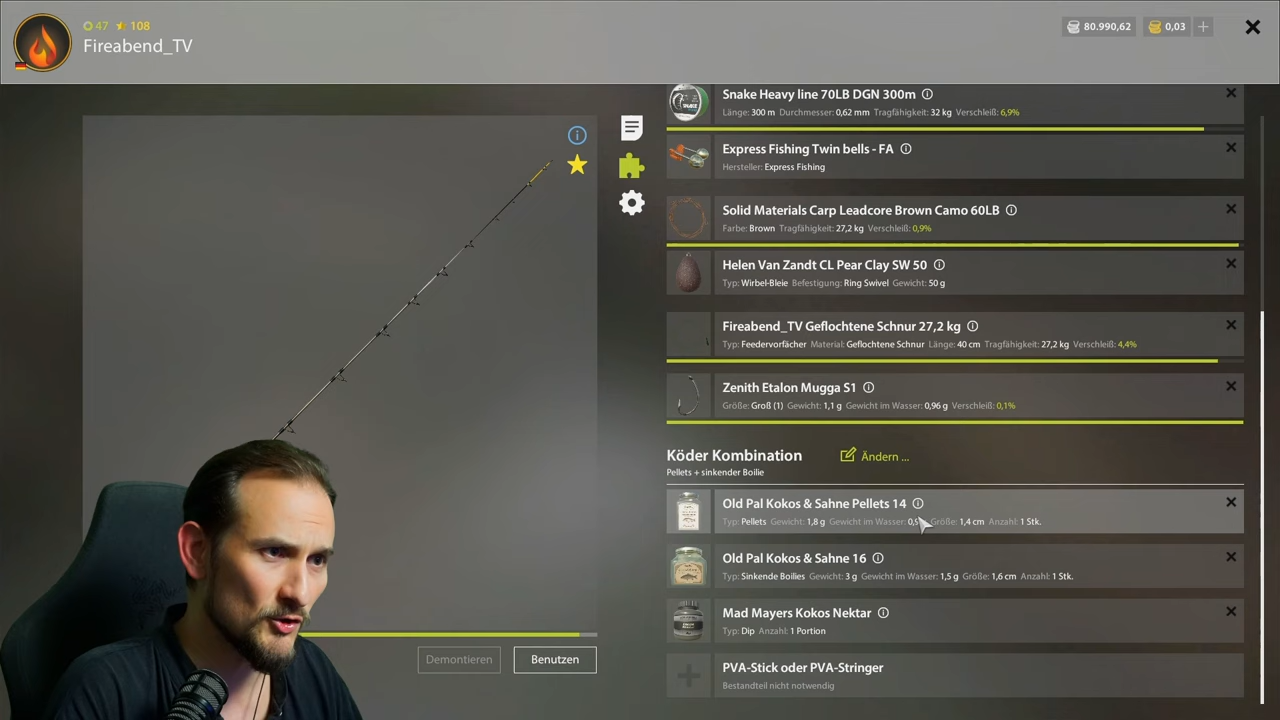 47 108
Fireabend_TV
80.990,62 0,03
Snake Heavy line 70LB DGN 300m
Länge: 300 m Durchmesser: 0,62 mm Tragfähigkeit: 32 kg Verschleiß: 6,9%
Express Fishing Twin bells - FA
Hersteller: Express Fishing
Solid Materials Carp Leadcore Brown Camo 60LB
Farbe: Brown Tragfähigkeit: 27,2 kg Verschleiß: 0,9%
Helen Van Zandt CL Pear Clay SW 50
Typ: Wirbel-Bleie Befestigung: Ring Swivel Gewicht: 50 g
Fireabend_TV Geflochtene Schnur 27,2 kg
Typ: Feedervorfächer Material: Geflochtene Schnur Länge: 40 cm Tragfähigkeit: 27,2 kg Verschleiß: 4,4%
Zenith Etalon Mugga S1
Größe: Groß (1) Gewicht: 1,1 g Gewicht im Wasser: 0,96 g Verschleiß: 0,1%
Köder Kombination Ändern ...
Pellets + sinkender Boilie
Old Pal Kokos & Sahne Pellets 14
Typ: Pellets Gewicht: 1,8 g Gewicht im Wasser: Größe: 1,4 cm Anzahl: 1 Stk.
Old Pal Kokos & Sahne 16
Typ: Sinkende Boilies Gewicht: 3 g Gewicht im Wasser: 1,5 g Größe: 1,6 cm Anzahl: 1 Stk.
Mad Mayers Kokos Nektar
Typ: Dip Anzahl: 1 Portion
PVA-Stick oder PVA-Stringer
Bestandteil nicht notwendig
Demontieren Benutzen